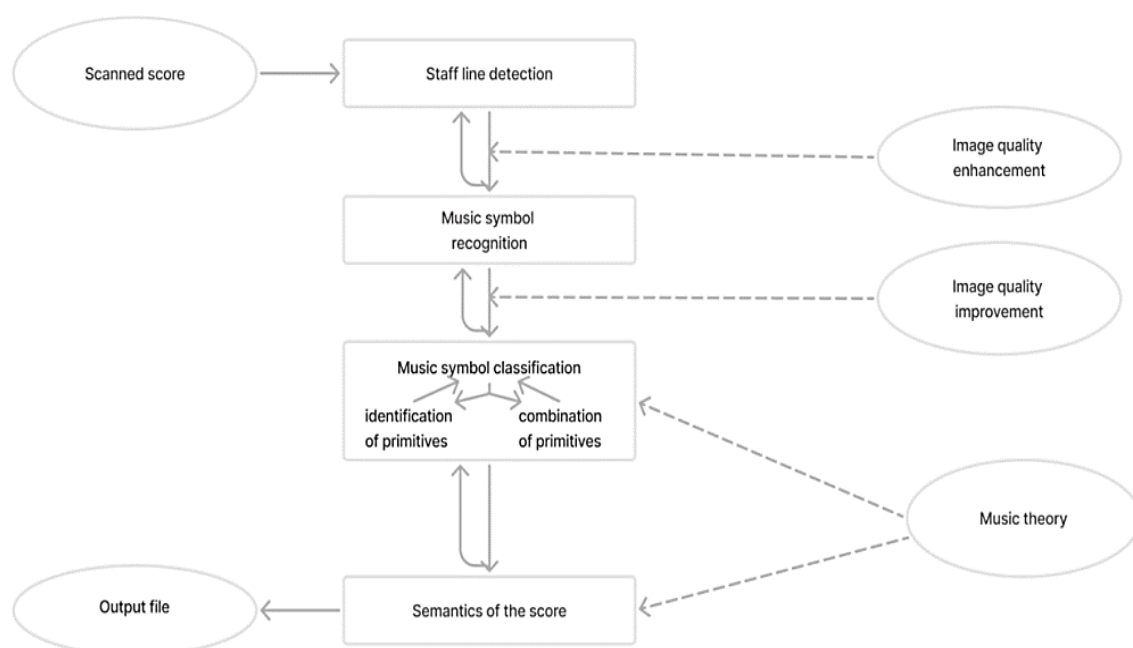 Scanned score
Staff line detection
Image quality
enhancement
Music symbol
recognition
Image quality
improvement
Music symbol classification
identification
of primitives
combination
of primitives
Music theory
Output file
Semantics of the score